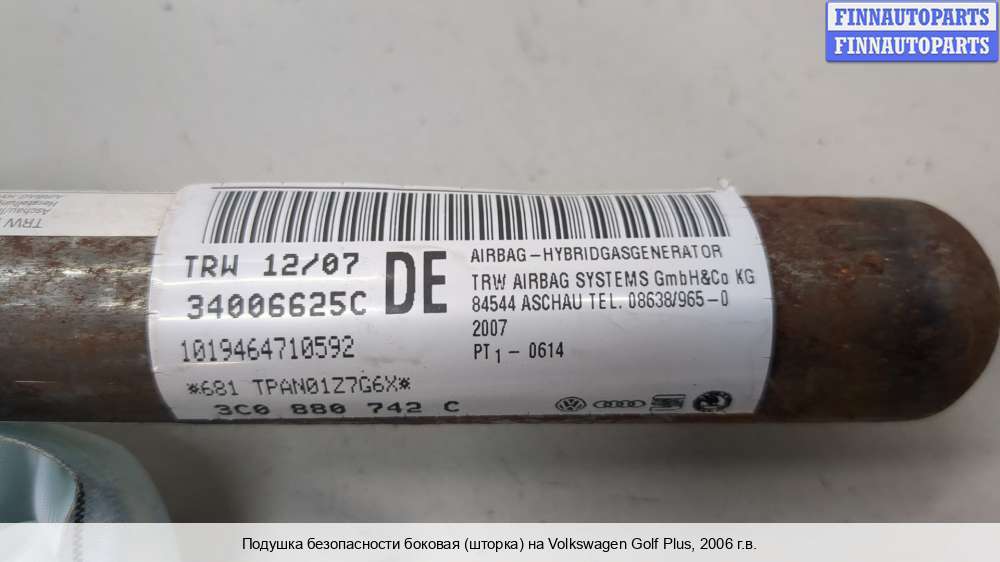 FINNAUTOPARTS
FINNAUTOPARTS
TRW
TRW 12/07
34006625C
DE
1019464710592
*681 TPAN01Z7G6X*
3C0 880 742 C
AIRBAG-HYBRIDGASGENERATOR
TRW AIRBAG SYSTEMS GmbH&Co KG
84544 ASCHAU TEL. 08638/965-0
2007
PT1 - 0614
Подушка безопасности боковая (шторка) на Volkswagen Golf Plus, 2006 г.в.